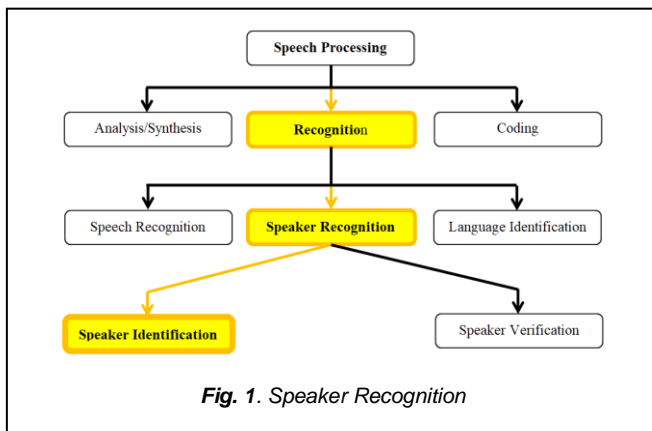 Speech Processing
Analysis/Synthesis
Recognition
Coding
Speech Recognition
Speaker Recognition
Language Identification
Speaker Identification
Speaker Verification
Fig. 1. Speaker Recognition